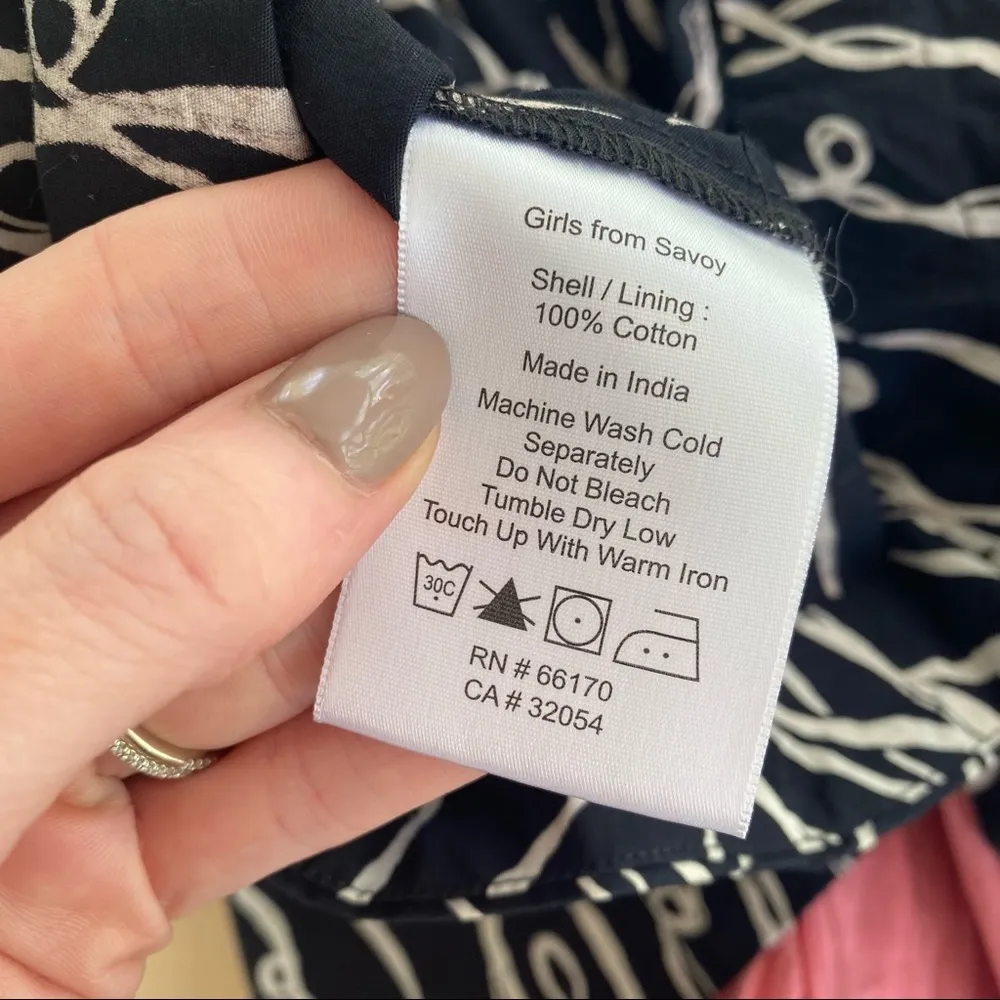 Girls from Savoy
Shell / Lining :
100% Cotton
Made in India
Machine Wash Cold
Separately
Do Not Bleach
Tumble Dry Low
Touch Up With Warm Iron
30C
RN # 66170
CA # 32054